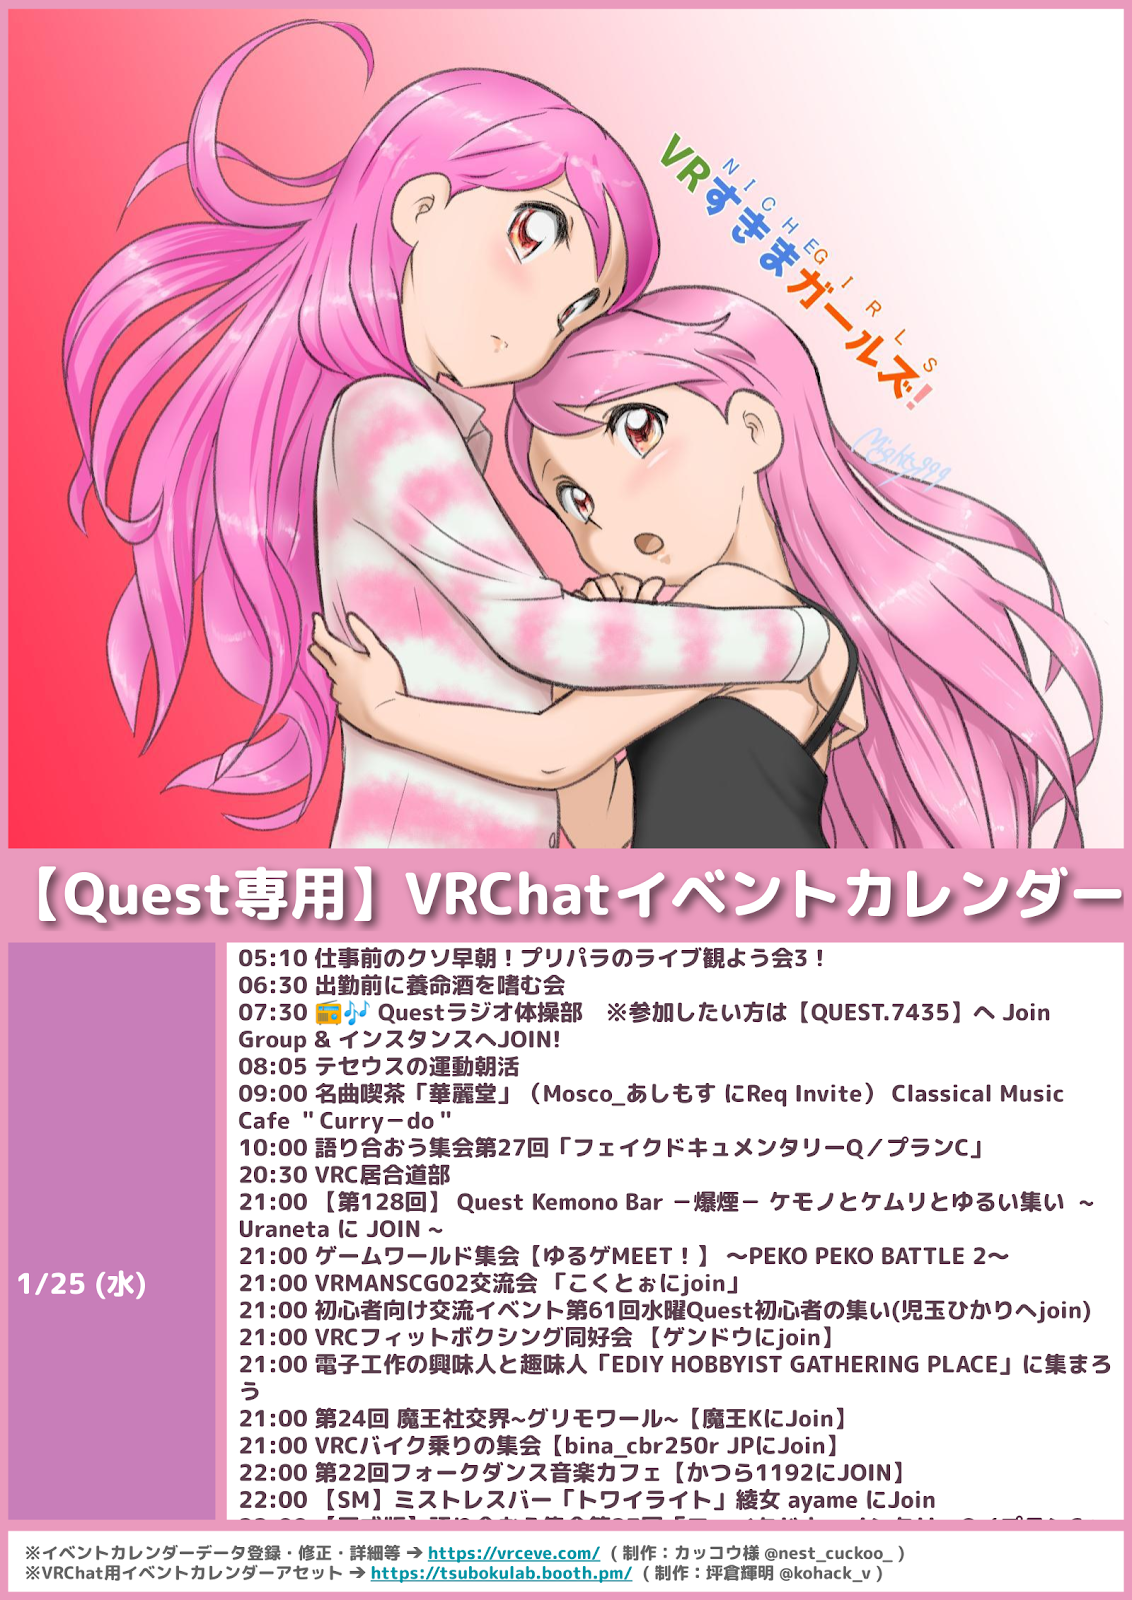 NICHE GIRLS
VRすきまガールズ!
Mighty999
【Quest専用】VRChatイベントカレンダー
1/25 (水)
05:10 仕事前のクソ早朝！プリパラのライブ観よう会3！
06:30 出勤前に養命酒を嗜む会
07:30 📻🎶 Questラジオ体操部　※参加したい方は【QUEST.7435】へ Join
Group & インスタンスへJOIN!
08:05 テセウスの運動朝活
09:00 名曲喫茶「華麗堂」（Mosco_あしもす にReq Invite） Classical Music
Cafe ＂Curry－do＂
10:00 語り合おう集会第27回「フェイクドキュメンタリーQ／プランC」
20:30 VRC居合道部
21:00 【第128回】 Quest Kemono Bar －爆煙－ ケモノとケムリとゆるい集い ～
Uraneta に JOIN ~
21:00 ゲームワールド集会【ゆるゲMEET！】 〜PEKO PEKO BATTLE 2〜
21:00 VRMANSCG02交流会 「こくとぉにjoin」
21:00 初心者向け交流イベント第61回水曜Quest初心者の集い(児玉ひかりへjoin)
21:00 VRCフィットボクシング同好会 【ゲンドウにjoin】
21:00 電子工作の興味人と趣味人「EDIY HOBBYIST GATHERING PLACE」に集まろ
う
21:00 第24回 魔王社交界~グリモワール~【魔王KにJoin】
21:00 VRCバイク乗りの集会【bina_cbr250r JPにJoin】
22:00 第22回フォークダンス音楽カフェ【かつら1192にJOIN】
22:00 【SM】ミストレスバー「トワイライト」綾女 ayame にJoin
※イベントカレンダーデータ登録・修正・詳細等 ➔ https://vrceve.com/ ( 制作：カッコウ様 @nest_cuckoo_ )
※VRChat用イベントカレンダーアセット ➔ https://tsubokulab.booth.pm/ ( 制作：坪倉輝明 @kohack_v )